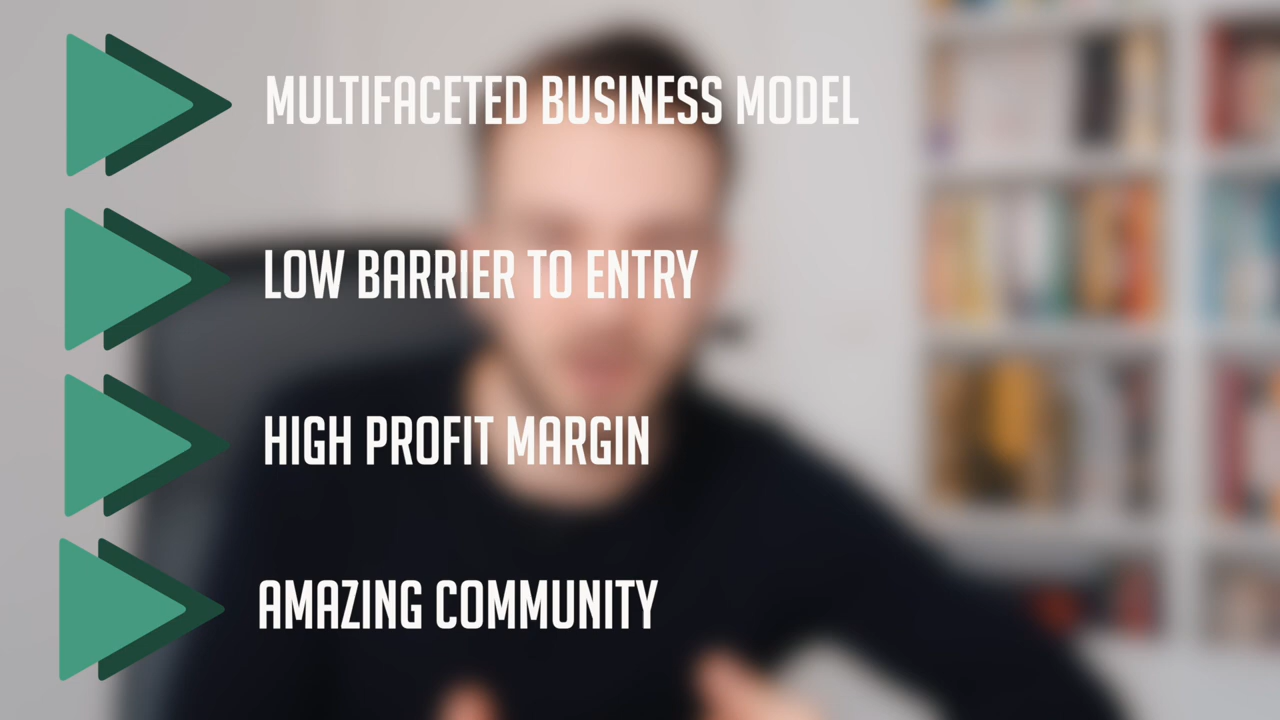 MULTIFACETED BUSINESS MODEL
LOW BARRIER TO ENTRY
HIGH PROFIT MARGIN
AMAZING COMMUNITY